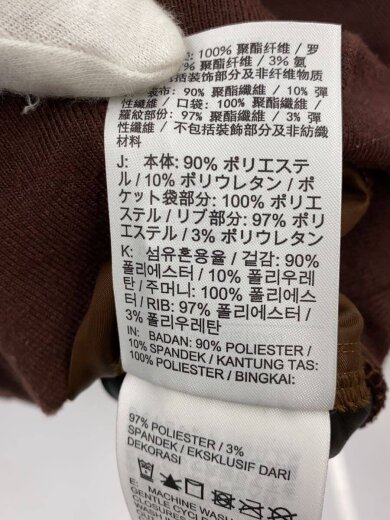 100% 聚酯纤维 / 罗
聚酯纤维 / 3% 氨
包括装饰部分及非纤维物质
袋布: 90% 聚酯纖維 / 10% 彈
性纖維 / 口袋: 100% 聚酯纖維 /
羅紋部份: 97% 聚酯纖維 / 3% 彈
性纖維 / 不包括裝飾部分及非紡織
材料
J: 本体: 90% ポリエステ
ル / 10% ポリウレタン / ポ
ケット袋部分: 100% ポリエ
ステル / リブ部分: 97% ポリ
エステル / 3% ポリウレタン
K: 섬유혼용율 / 겉감: 90%
폴리에스터 / 10% 폴리우레
탄 / 주머니: 100% 폴리에스
터 / RIB: 97% 폴리에스터 /
3% 폴리우레탄
IN: BADAN: 90% POLIESTER /
10% SPANDEK / KANTUNG TAS:
100% POLIESTER / BINGKAI:
97% POLIESTER / 3%
SPANDEK / EKSKLUSIF DARI
DEKORASI
E: MACHINE WASH
GENTLE CYC